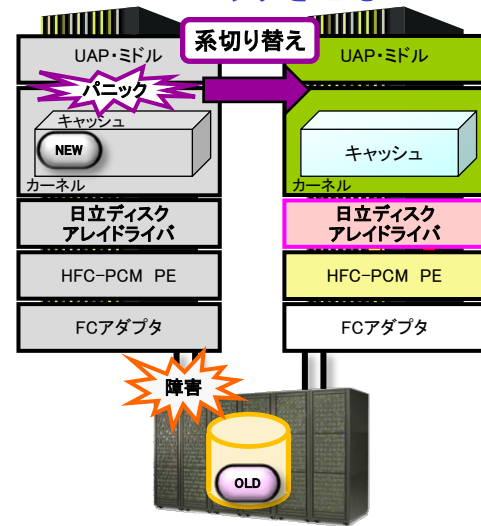 系切り替え
UAP・ミドル
UAP・ミドル
パニック
キャッシュ
NEW
キャッシュ
カーネル
カーネル
日立ディスク
アレイドライバ
日立ディスク
アレイドライバ
HFC-PCM PE
HFC-PCM PE
FCアダプタ
FCアダプタ
障害
OLD